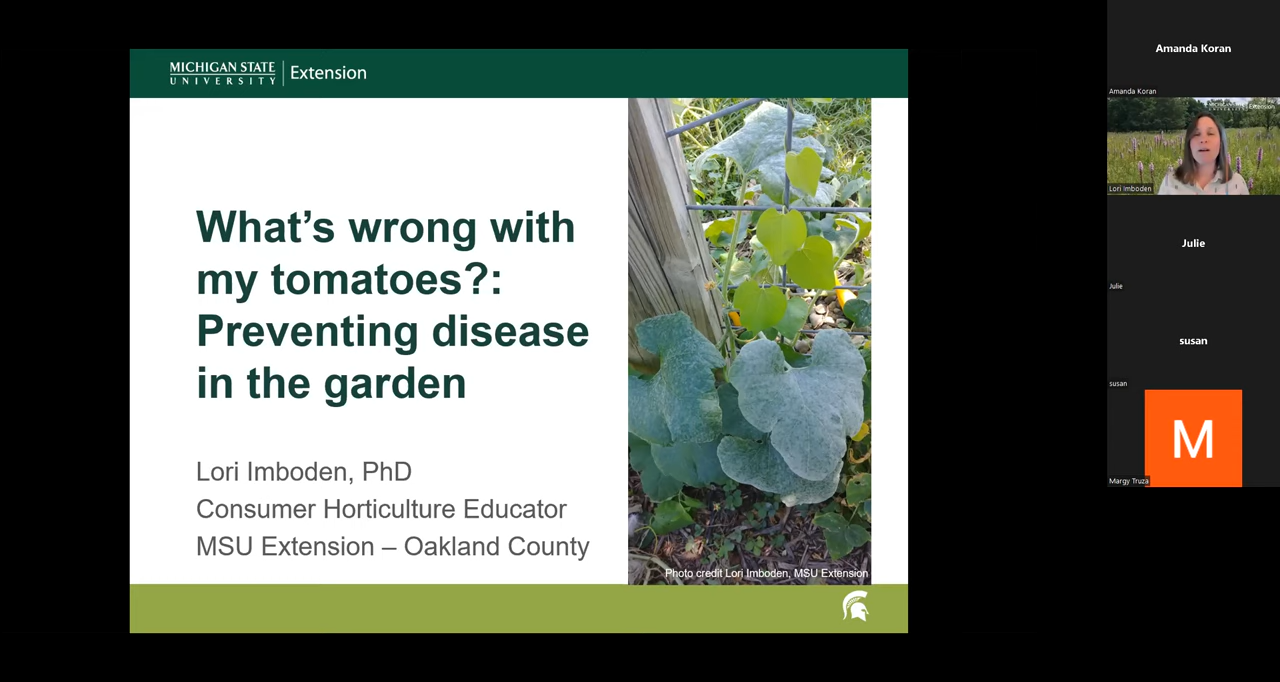 MICHIGAN STATE
UNIVERSITY
Extension
What's wrong with
my tomatoes?:
Preventing disease
in the garden
Lori Imboden, PhD
Consumer Horticulture Educator
MSU Extension – Oakland County
Photo credit Lori Imboden, MSU Extension
Amanda Koran
Amanda Koran
Extension
Lori Imboden
Julie
Julie
susan
susan
M
Margy Truza